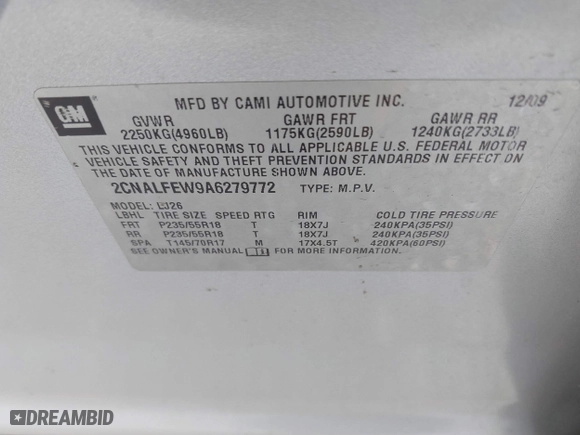 GM
MFD BY CAMI AUTOMOTIVE INC. 12/09
GVWR GAWR FRT GAWR RR
2250KG(4960LB) 1175KG(2590LB) 1240KG(2733LB)
THIS VEHICLE CONFORMS TO ALL APPLICABLE U.S. FEDERAL MOTOR
VEHICLE SAFETY AND THEFT PREVENTION STANDARDS IN EFFECT ON
THE DATE OF MANUFACTURE SHOWN ABOVE.
2CNALFEW9A6279772 TYPE: M.P.V.
MODEL: LJ26
LBHL TIRE SIZE SPEED RTG RIM COLD TIRE PRESSURE
FRT P235/55R18 T 18X7J 240KPA(35PSI)
RR P235/55R18 T 18X7J 240KPA(35PSI)
SPA T145/70R17 M 17X4.5T 420KPA(60PSI)
SEE OWNER'S MANUAL FOR MORE INFORMATION.
DREAMBID